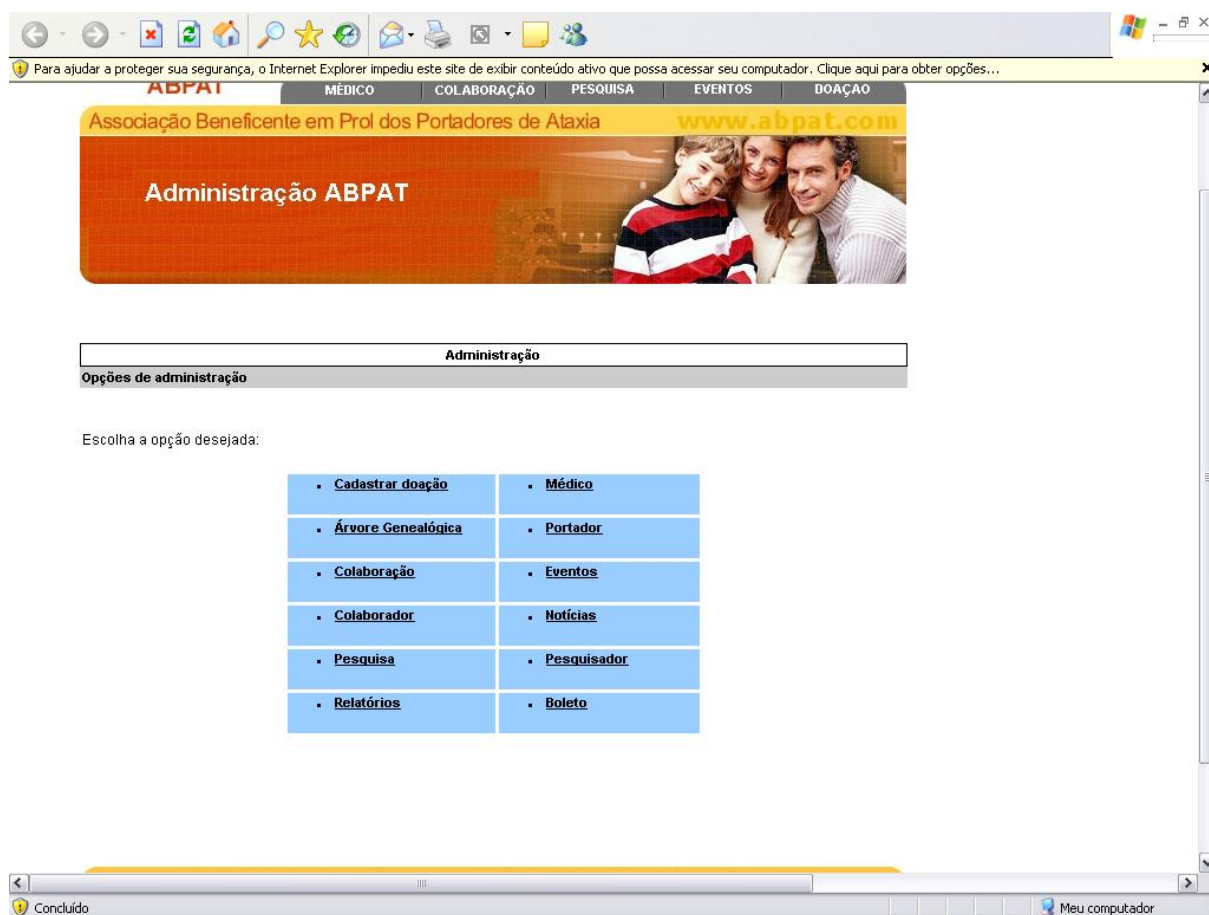 Para ajudar a proteger sua segurança, o Internet Explorer impediu este site de exibir conteúdo ativo que possa acessar seu computador. Clique aqui para obter opções...
ABPAT MÉDICO COLABORAÇÃO PESQUISA EVENTOS DOAÇÃO
Associação Beneficente em Prol dos Portadores de Ataxia www.abpat.com
Administração ABPAT
Administração
Opções de administração
Escolha a opção desejada:
Cadastrar doação Médico
Árvore Genealógica Portador
Colaboração Eventos
Colaborador Notícias
Pesquisa Pesquisador
Relatórios Boleto
Concluído Meu computador